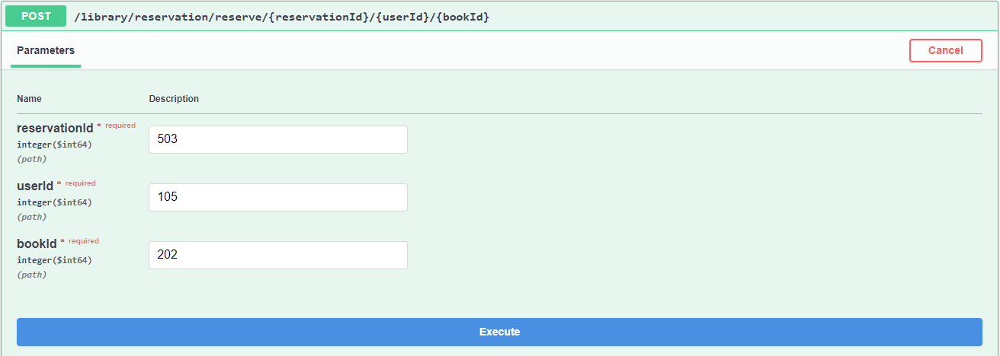 POST /library/reservation/reserve/{reservationId}/{userId}/{bookId}
Parameters
Cancel
Name Description
reservationId * required
integer($int64)
(path)
503
userId * required
integer($int64)
(path)
105
bookId * required
integer($int64)
(path)
202
Execute